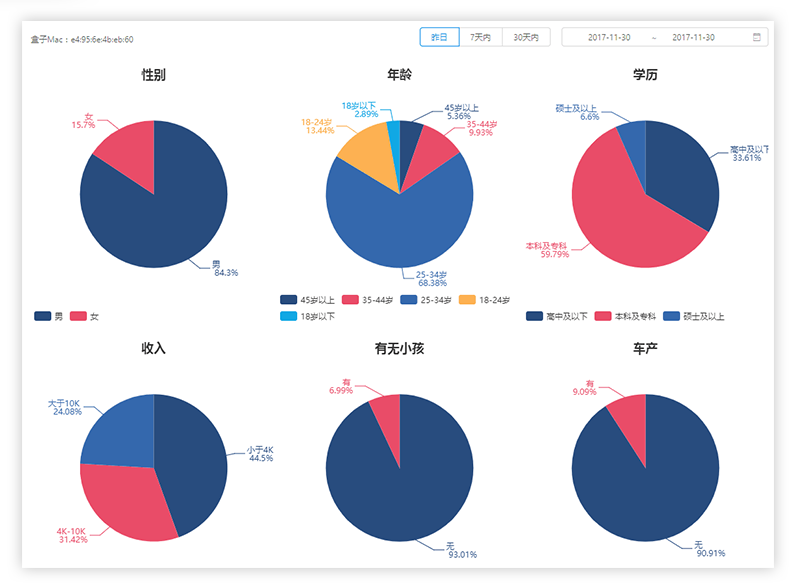 盒子Mac：e4:95:6e:4b:eb:60
昨日 7天内 30天内 2017-11-30 ~ 2017-11-30
性别
女
15.7%
男
84.3%
男 女
年龄
18岁以下
2.89%
45岁以上
5.36%
18-24岁
13.44%
35-44岁
9.93%
25-34岁
68.38%
45岁以上 35-44岁 25-34岁 18-24岁
18岁以下
学历
硕士及以上
6.6%
高中及以下
33.61%
本科及专科
59.79%
高中及以下 本科及专科 硕士及以上
收入
大于10K
24.08%
小于4K
44.5%
4K-10K
31.42%
有无小孩
有
6.99%
无
93.01%
车产
有
9.09%
无
90.91%